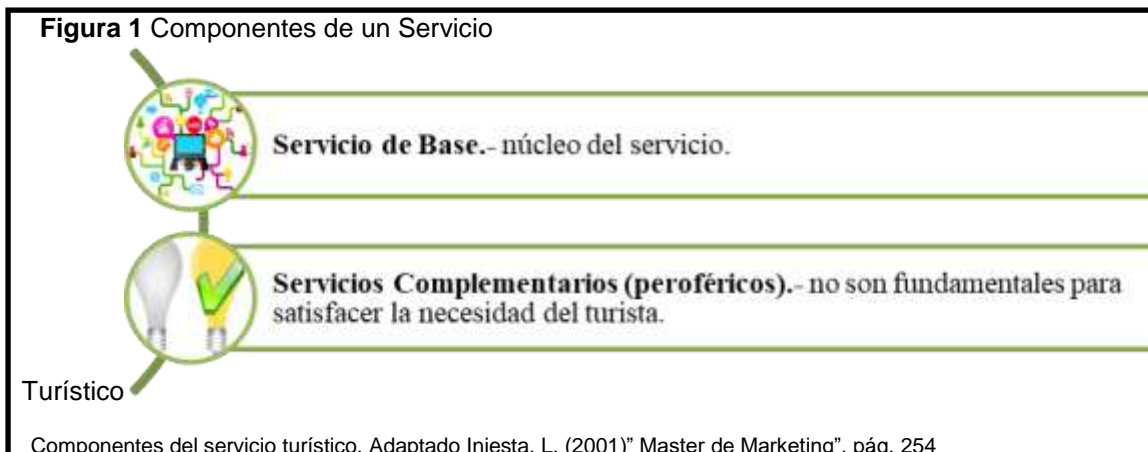 Figura 1 Componentes de un Servicio
Servicio de Base.- núcleo del servicio.
Servicios Complementarios (peroféricos).- no son fundamentales para
satisfacer la necesidad del turista.
Turístico
Componentes del servicio turístico. Adaptado Iniesta, L. (2001)” Master de Marketing”. pág. 254